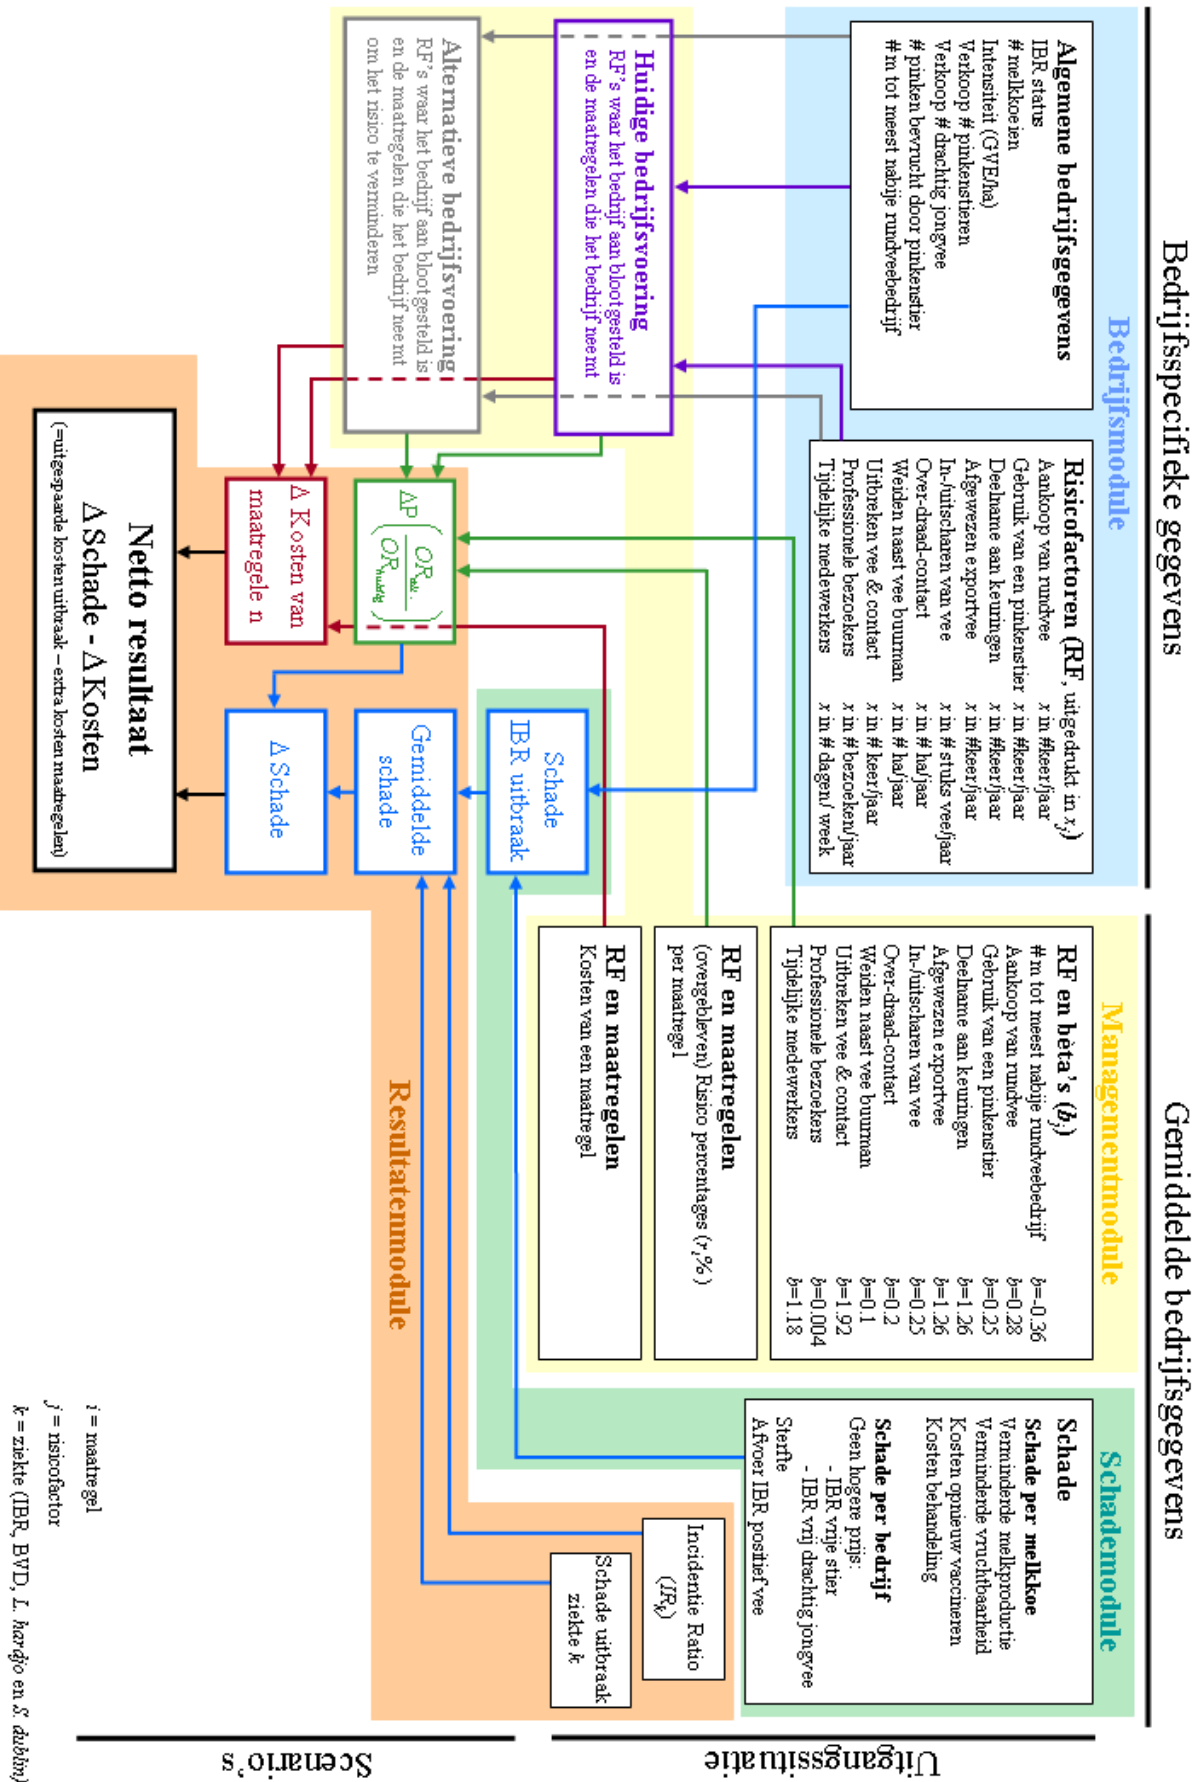 Bedrijfsspecifieke gegevens
Gemiddelde bedrijfsgegevens
Bedrijfsmodule
Managementmodule
Schademodule
Algemene bedrijfsgegevens
IBR status
# melkkoeien
Intensiteit (GVE/ha)
Verkoop # pinkenstieren
Verkoop # drachtig jongvee
# pinken bevrucht door pinkenstier
# m tot meest nabije rundveebedrijf
Risicofactoren (RF, uitgedrukt in xj)
Aankoop van rundvee x in #keer/jaar
Gebruik van een pinkenstier x in #keer/jaar
Deelname aan keuringen x in #keer/jaar
Afgewezen exportvee x in #keer/jaar
In-/uitscharen van vee x in # stuks vee/jaar
Over-draad-contact x in # ha/jaar
Weiden naast vee buurman x in # ha/jaar
Uitbreken vee & contact x in # keer/jaar
Professionele bezoekers x in # bezoeken/jaar
Tijdelijke medewerkers x in # dagen/ week
RF en bèta's (bj)
# m tot meest nabije rundveebedrijf b=-0.36
Aankoop van rundvee b=0.28
Gebruik van een pinkenstier b=0.25
Deelname aan keuringen b=1.26
Afgewezen exportvee b=1.26
In-/uitscharen van vee b=0.25
Over-draad-contact b=0.2
Weiden naast vee buurman b=0.1
Uitbreken vee & contact b=1.92
Professionele bezoekers b=0.004
Tijdelijke medewerkers b=1.18
RF en maatregelen
(overgebleven) Risico percentages (ri%)
per maatregel
RF en maatregelen
Kosten van een maatregel
Schade
Schade per melkkoe
Verminderde melkproductie
Verminderde vruchtbaarheid
Kosten opnieuw vaccineren
Kosten behandeling
Schade per bedrijf
Geen hogere prijs:
- IBR vrije stier
- IBR vrij drachtig jongvee
Sterfte
Afvoer IBR positief vee
Incidentie Ratio
(IRk)
Schade uitbraak
ziekte k
Huidige bedrijfsvoering
RF's waar het bedrijf aan blootgesteld is
en de maatregelen die het bedrijf neemt
Alternatieve bedrijfsvoering
RF's waar het bedrijf aan blootgesteld is
en de maatregelen die het bedrijf neemt
om het risico te verminderen
Schade
IBR uitbraak
ΔP (ORalt. / ORhuidig)
Gemiddelde
schade
Δ Kosten van
maatregele n
Δ Schade
Resultatenmodule
Netto resultaat
Δ Schade - Δ Kosten
(=uitgespaarde kosten uitbraak – extra kosten maatregelen)
Uitgangssituatie
Scenario's
i = maatregel
j = risicofactor
k = ziekte (IBR, BVD, L. hardjo en S. dublin)